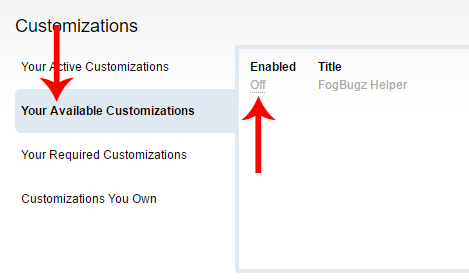 Customizations
Your Active Customizations
Your Available Customizations
Your Required Customizations
Customizations You Own
Enabled Title
Off FogBugz Helper